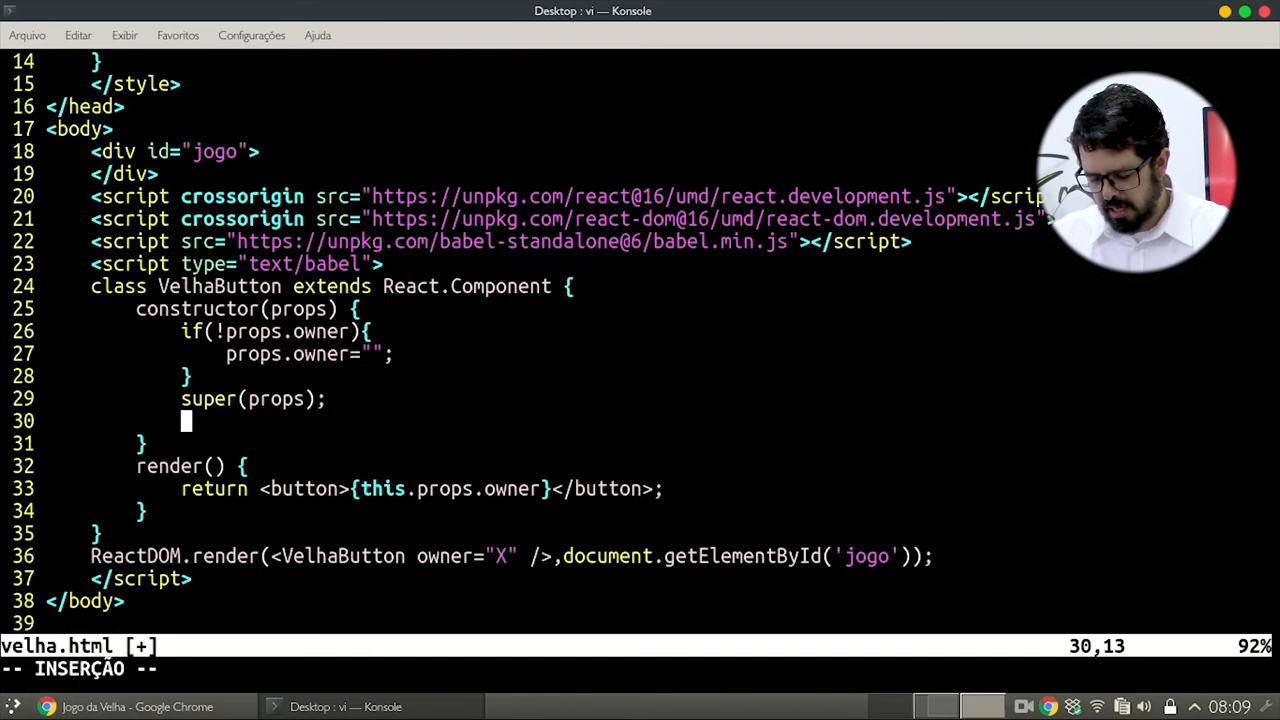 Desktop : vi — Konsole
Arquivo Editar Exibir Favoritos Configurações Ajuda
14 }
15 </style>
16 </head>
17 <body>
18 <div id="jogo">
19 </div>
20 <script crossorigin src="https://unpkg.com/react@16/umd/react.development.js"></scrip
21 <script crossorigin src="https://unpkg.com/react-dom@16/umd/react-dom.development.js">
22 <script src="https://unpkg.com/babel-standalone@6/babel.min.js"></script>
23 <script type="text/babel">
24 class VelhaButton extends React.Component {
25 constructor(props) {
26 if(!props.owner){
27 props.owner="";
28 }
29 super(props);
30
31 }
32 render() {
33 return <button>{this.props.owner}</button>;
34 }
35 }
36 ReactDOM.render(<VelhaButton owner="X" />,document.getElementById('jogo'));
37 </script>
38 </body>
39
velha.html [+] 30,13 92%
-- INSERÇÃO --
Jogo da Velha - Google Chrome Desktop : vi — Konsole 08:09